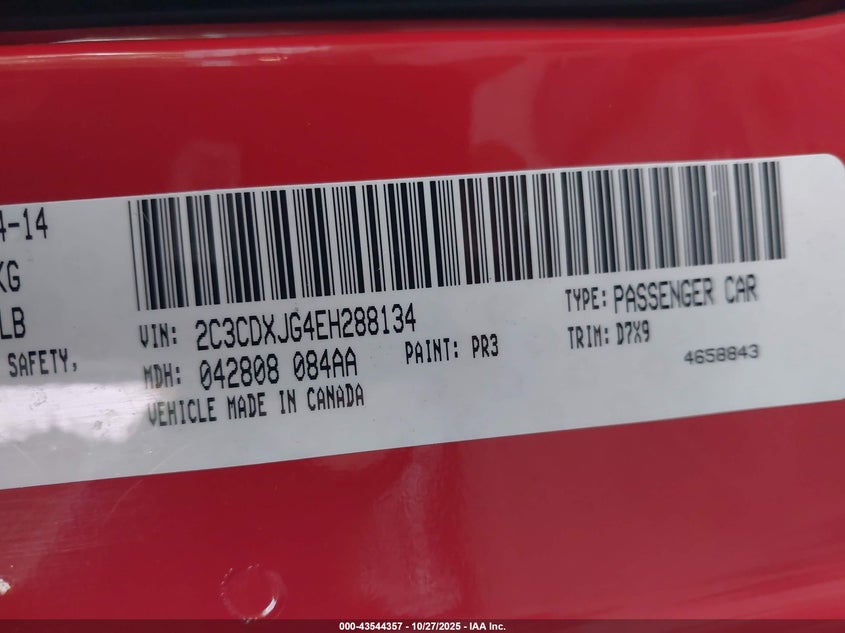 4-14
KG
LB
SAFETY,
VIN: 2C3CDXJG4EH288134
TYPE: PASSENGER CAR
MDH: 042808 084AA
PAINT: PR3
TRIM: D7X9
VEHICLE MADE IN CANADA
4658843
000-43544357 | 10/27/2025 | IAA Inc.